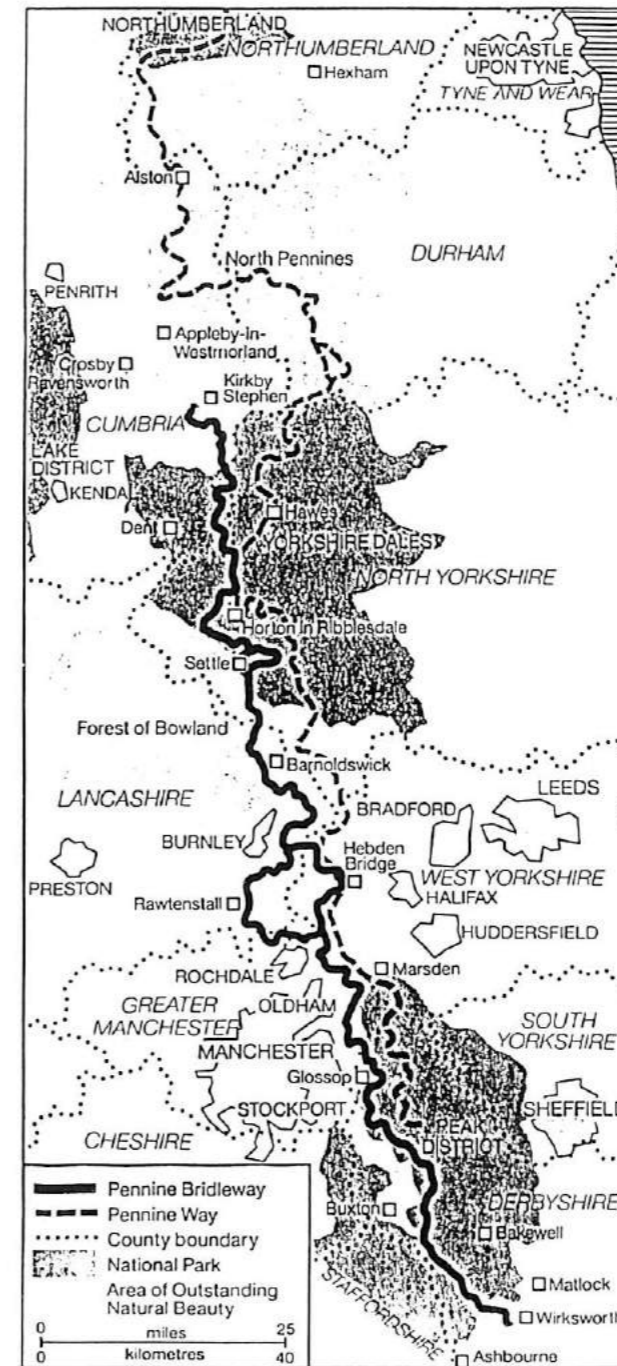 NORTHUMBERLAND
NORTHUMBERLAND
NEWCASTLE
UPON TYNE
Hexham
TYNE AND WEAR
Alston
North Pennines
DURHAM
PENRITH
Appleby-in-
Westmorland
Crosby
Ravensworth
Kirkby
Stephen
CUMBRIA
LAKE
DISTRICT
KENDAL
Hawes
Dent
YORKSHIRE DALES
NORTH YORKSHIRE
Horton in Ribblesdale
Settle
Forest of Bowland
Barnoldswick
LANCASHIRE
BRADFORD
LEEDS
BURNLEY
Hebden
Bridge
PRESTON
WEST YORKSHIRE
HALIFAX
Rawtenstall
HUDDERSFIELD
ROCHDALE
Marsden
GREATER
MANCHESTER
OLDHAM
SOUTH
YORKSHIRE
MANCHESTER
Glossop
STOCKPORT
SHEFFIELD
PEAK
DISTRICT
CHESHIRE
Pennine Bridleway
Pennine Way
County boundary
National Park
Area of Outstanding
Natural Beauty
0 miles 25
0 kilometres 40
Buxton
DERBYSHIRE
Bakewell
Matlock
STAFFORDSHIRE
Wirksworth
Ashbourne